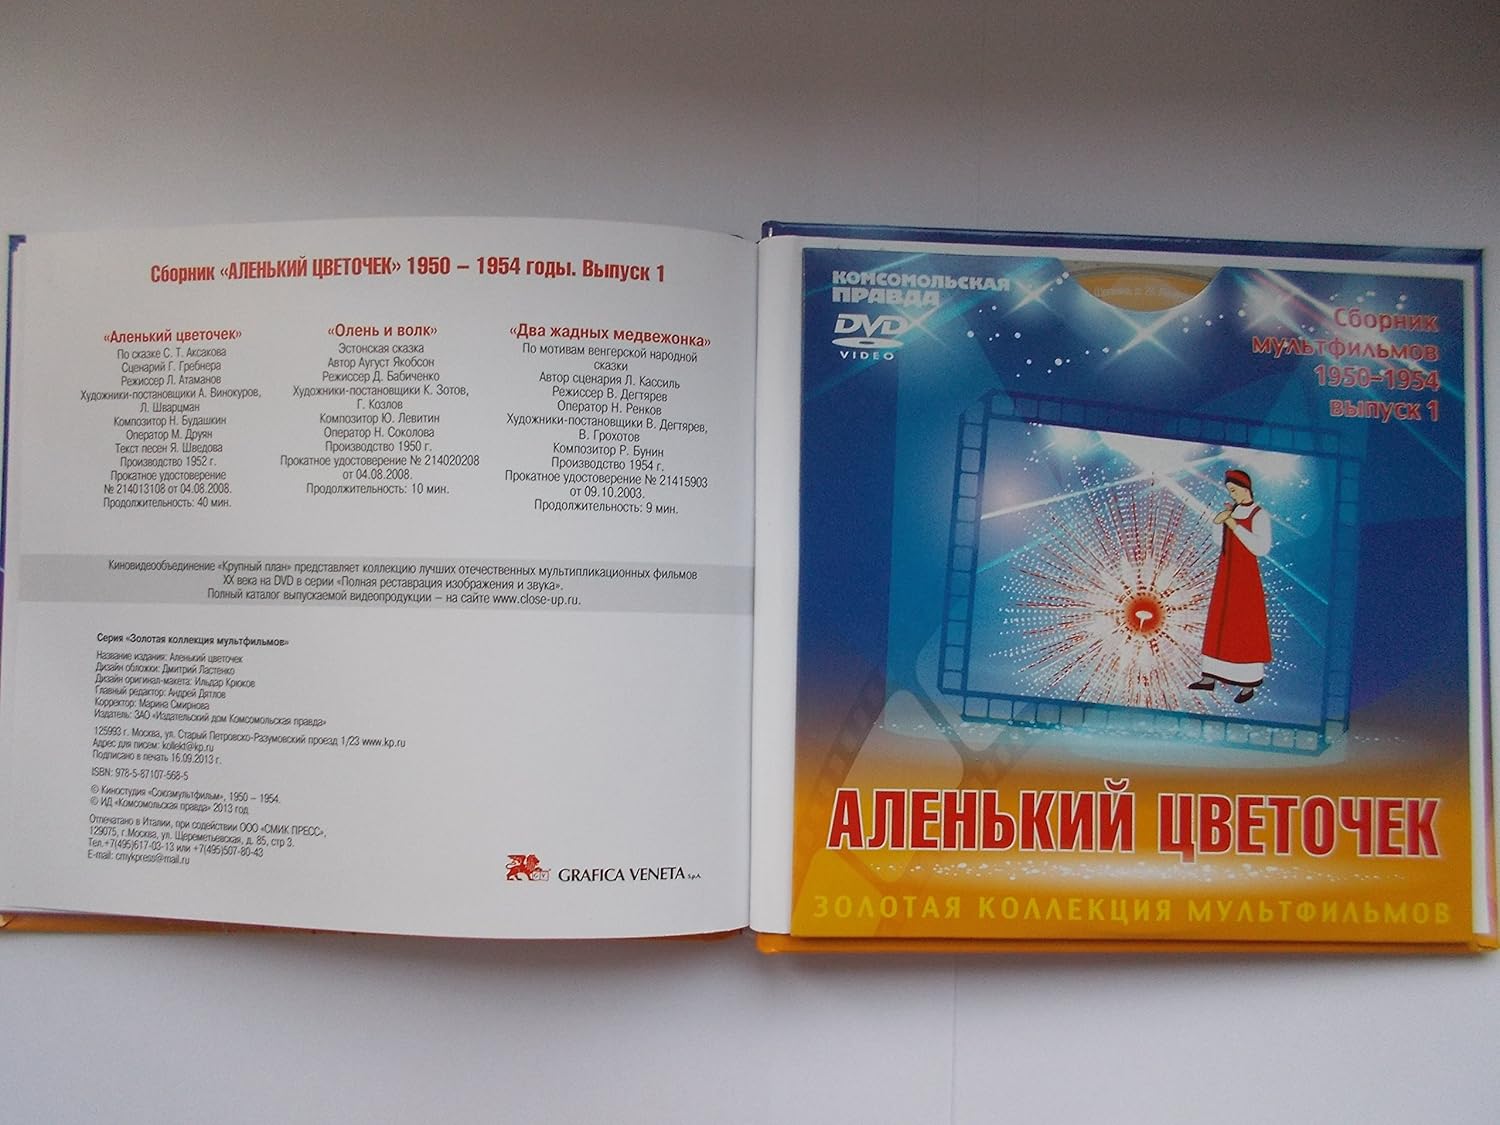 Сборник «АЛЕНЬКИЙ ЦВЕТОЧЕК» 1950 – 1954 годы. Выпуск 1
«Аленький цветочек»
По сказке С. Т. Аксакова
Сценарий Г. Гребнера
Режиссер Л. Атаманов
Художники-постановщики А. Винокуров,
Л. Шварцман
Композитор Н. Будашкин
Оператор М. Друян
Текст песен Я. Шведова
Производство 1952 г.
Прокатное удостоверение
№ 214013108 от 04.08.2008.
Продолжительность: 40 мин.
«Олень и волк»
Эстонская сказка
Автор Аугуст Якобсон
Режиссер Д. Бабиченко
Художники-постановщики К. Зотов,
Г. Козлов
Композитор Ю. Левитин
Оператор Н. Соколова
Производство 1950 г.
Прокатное удостоверение № 214020208
от 04.08.2008.
Продолжительность: 10 мин.
«Два жадных медвежонка»
По мотивам венгерской народной
сказки
Автор сценария Л. Кассиль
Режиссер В. Дегтярев
Оператор Н. Ренков
Художники-постановщики В. Дегтярев,
В. Грохотов
Композитор Р. Бунин
Производство 1954 г.
Прокатное удостоверение № 21415903
от 09.10.2003.
Продолжительность: 9 мин.
Киновидеообъединение «Крупный план» представляет коллекцию лучших отечественных мультипликационных фильмов
XX века на DVD в серии «Полная реставрация изображения и звука».
Полный каталог выпускаемой видеопродукции – на сайте www.close-up.ru.
Серия «Золотая коллекция мультфильмов»
Название издания: Аленький цветочек
Дизайн обложки: Дмитрий Ластенко
Дизайн оригинал-макета: Ильдар Крюков
Главный редактор: Андрей Дятлов
Корректор: Марина Смирнова
Издатель: ЗАО «Издательский дом Комсомольская правда»
125993 г. Москва, ул. Старый Петровско-Разумовский проезд 1/23 www.kp.ru
Адрес для писем: kollekt@kp.ru
Подписано в печать 16.09.2013 г.
ISBN: 978-5-87107-568-5
© Киностудия «Союзмультфильм», 1950 – 1954.
© ИД «Комсомольская правда» 2013 год
Отпечатано в Италии, при содействии ООО «СМИК ПРЕСС»,
129075, г.Москва, ул. Шереметьевская, д. 85, стр 3.
Тел.+7(495)617-03-13 или +7(495)507-80-43
E-mail: cmykpress@mail.ru
GRAFICA VENETA S.p.A.
КОМСОМОЛЬСКАЯ
ПРАВДА
DVD
VIDEO
Сборник
мультфильмов
1950–1954
выпуск 1
АЛЕНЬКИЙ ЦВЕТОЧЕК
ЗОЛОТАЯ КОЛЛЕКЦИЯ МУЛЬТФИЛЬМОВ